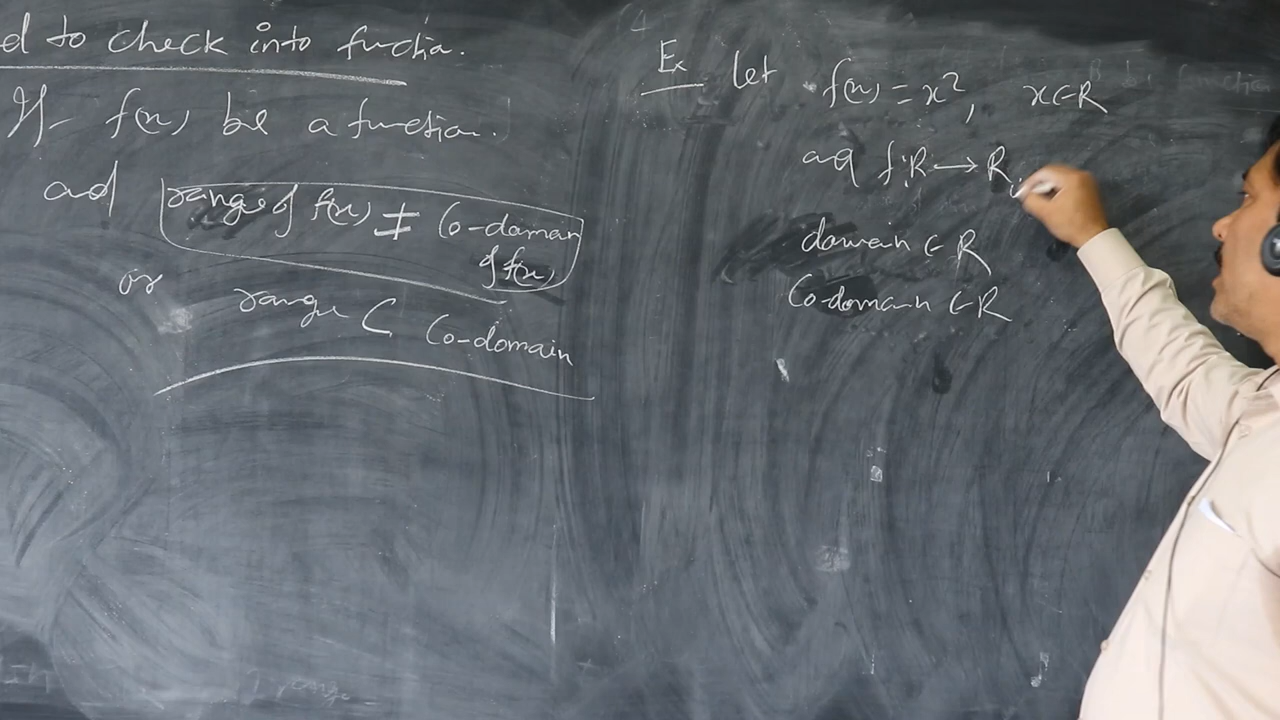 d to check into functio.
If f(x) be a function.
and range of f(x) ≠ Co-domain
of f(x)
or range ⊂ Co-domain
Ex let f(x) = x², x∈R
and f:R → R.
domain ∈ R
Co-domain ∈ R